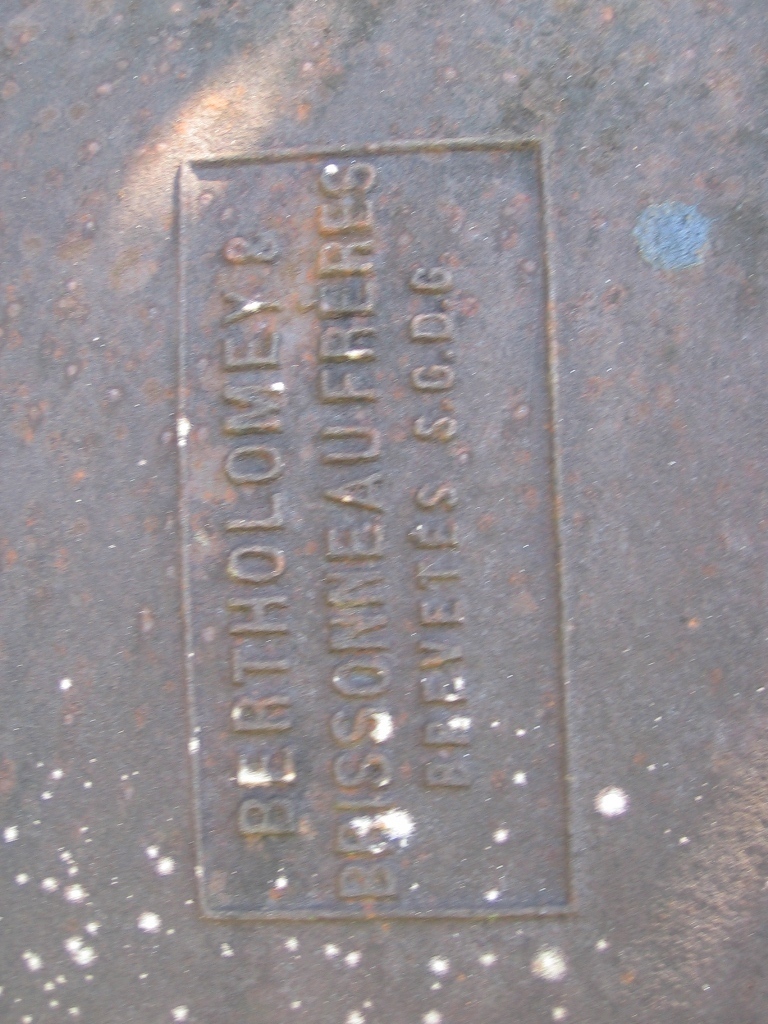 BERTHOLOMEY &
BRISSONNEAU FRÈRES
BREVETÉS S.G.D.G.